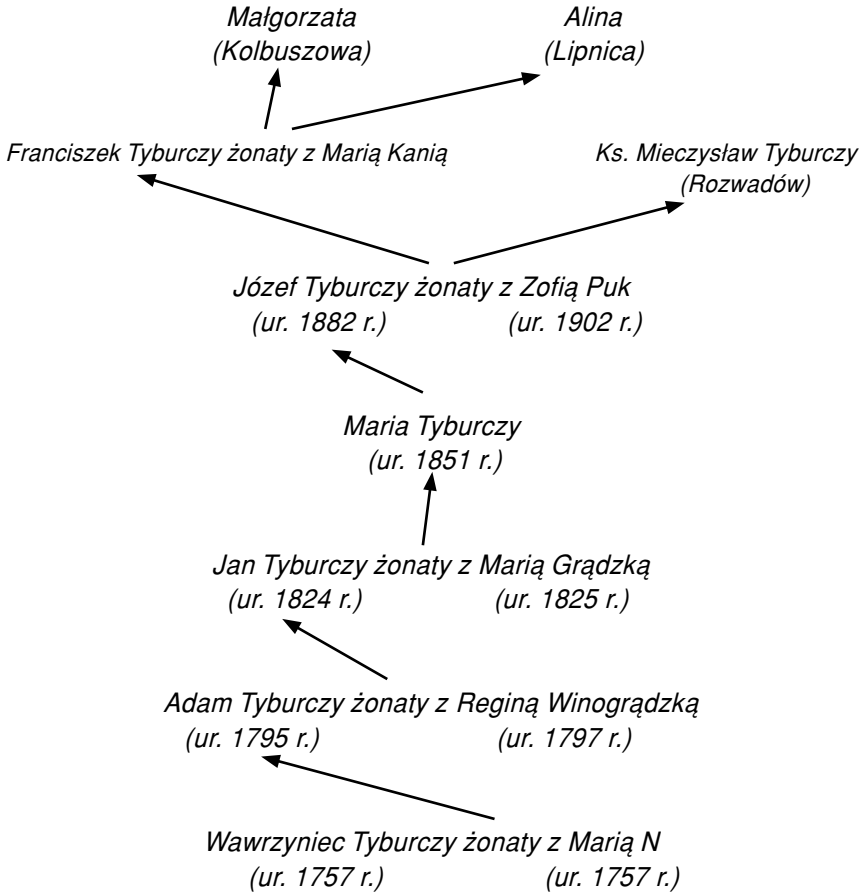 Małgorzata
(Kolbuszowa)
Alina
(Lipnica)
Franciszek Tyburczy żonaty z Marią Kanią
Ks. Mieczysław Tyburczy
(Rozwadów)
Józef Tyburczy żonaty z Zofią Puk
(ur. 1882 r.) (ur. 1902 r.)
Maria Tyburczy
(ur. 1851 r.)
Jan Tyburczy żonaty z Marią Grądzką
(ur. 1824 r.) (ur. 1825 r.)
Adam Tyburczy żonaty z Reginą Winogrądzką
(ur. 1795 r.) (ur. 1797 r.)
Wawrzyniec Tyburczy żonaty z Marią N
(ur. 1757 r.) (ur. 1757 r.)